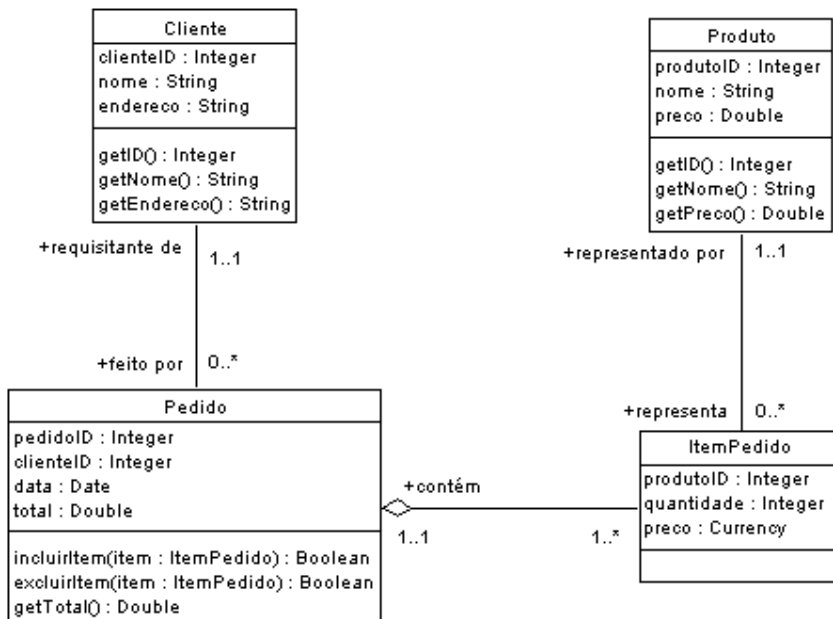 Cliente
clienteID : Integer
nome : String
endereco : String
getID() : Integer
getNome() : String
getEndereco() : String
Produto
produtoID : Integer
nome : String
preco : Double
getID() : Integer
getNome() : String
getPreco() : Double
+requisitante de
1..1
+feito por
0..*
+representado por
1..1
+representa
0..*
Pedido
pedidoID : Integer
clienteID : Integer
data : Date
total : Double
incluirItem(item : ItemPedido) : Boolean
excluirItem(item : ItemPedido) : Boolean
getTotal() : Double
+contém
1..1
1..*
ItemPedido
produtoID : Integer
quantidade : Integer
preco : Currency